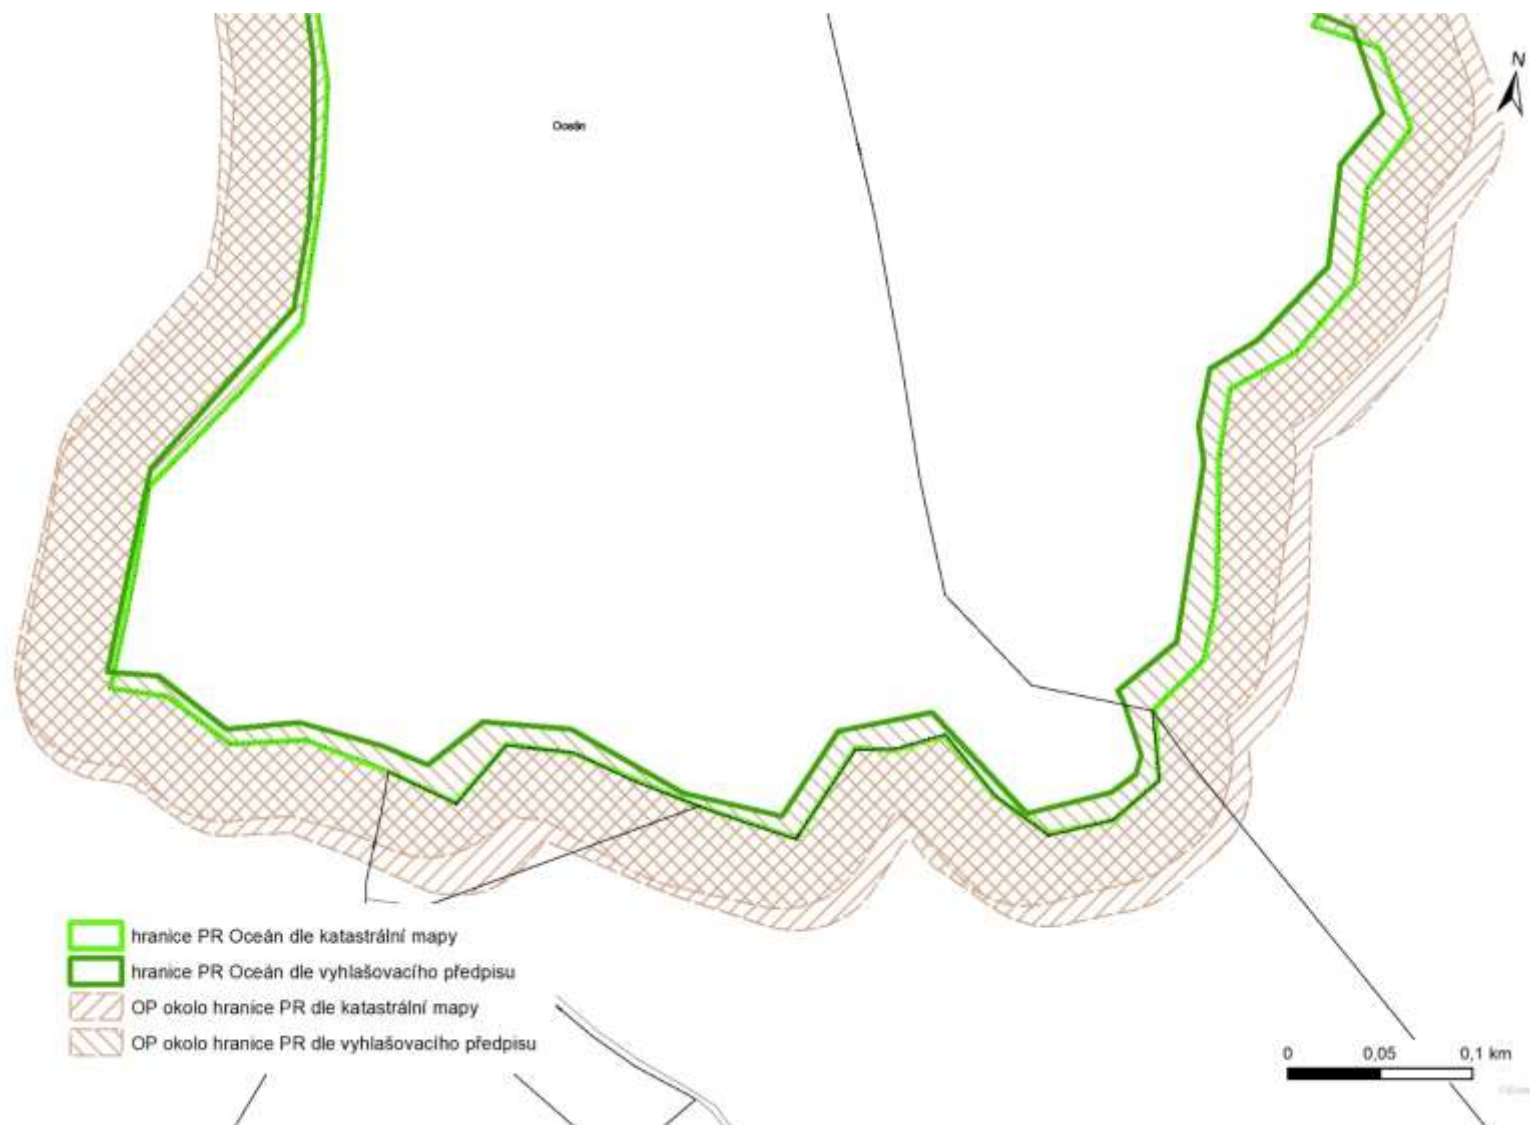 N
Oceán
hranice PR Oceán dle katastrální mapy
hranice PR Oceán dle vyhlašovacího předpisu
OP okolo hranice PR dle katastrální mapy
OP okolo hranice PR dle vyhlašovacího předpisu
0 0,05 0,1 km